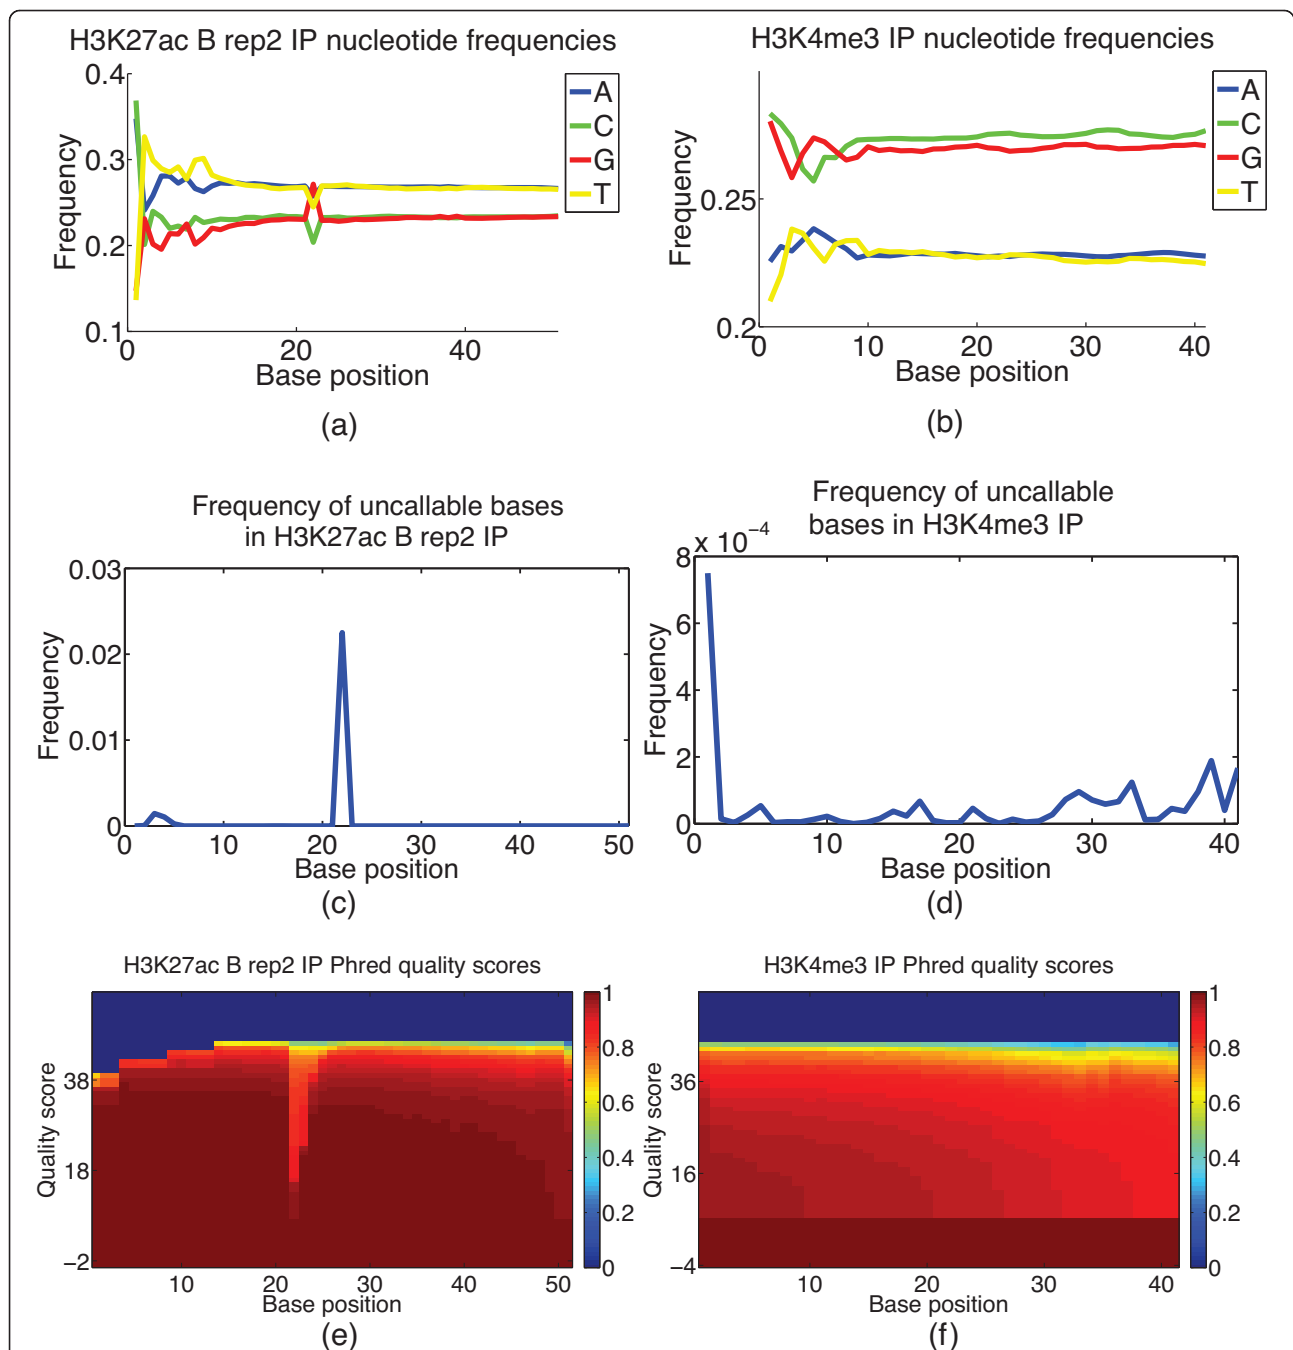 H3K27ac B rep2 IP nucleotide frequencies
0.4
0.3
0.2
0.1
Frequency
0 20 40
Base position
A
C
G
T
(a)
H3K4me3 IP nucleotide frequencies
0.25
0.2
Frequency
0 10 20 30 40
Base position
A
C
G
T
(b)
Frequency of uncallable bases
in H3K27ac B rep2 IP
0.03
0.02
0.01
0
Frequency
0 10 20 30 40 50
Base position
(c)
Frequency of uncallable
bases in H3K4me3 IP
x 10⁻⁴
8
6
4
2
0
Frequency
0 10 20 30 40
Base position
(d)
H3K27ac B rep2 IP Phred quality scores
38
18
−2
Quality score
10 20 30 40 50
Base position
1
0.8
0.6
0.4
0.2
0
(e)
H3K4me3 IP Phred quality scores
36
16
−4
Quality score
10 20 30 40
Base position
1
0.8
0.6
0.4
0.2
0
(f)